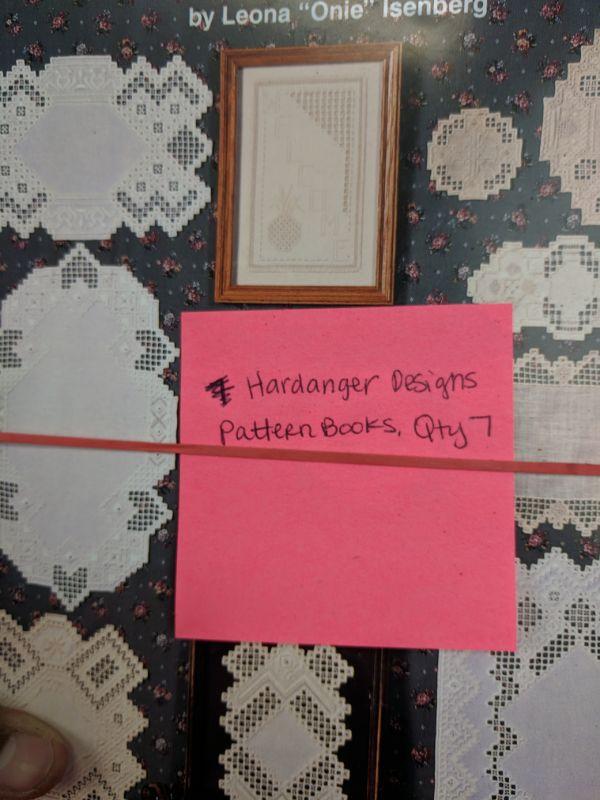 by Leona "Onie" Isenberg
Hardanger Designs
Pattern Books, Qty 7